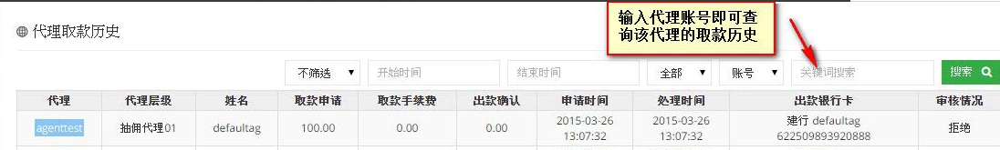 输入代理账号即可查
询该代理的取款历史
代理取款历史
不筛选 开始时间 结束时间 全部 账号 关键词搜索 搜索
代理 代理层级 姓名 取款申请 取款手续费 出款确认 申请时间 处理时间 出款银行卡 审核情况
agenttest 抽佣代理01 defaultag 100.00 0.00 0.00 2015-03-26 2015-03-26 建行 defaultag 拒绝
13:07:32 13:07:32 622509893920888